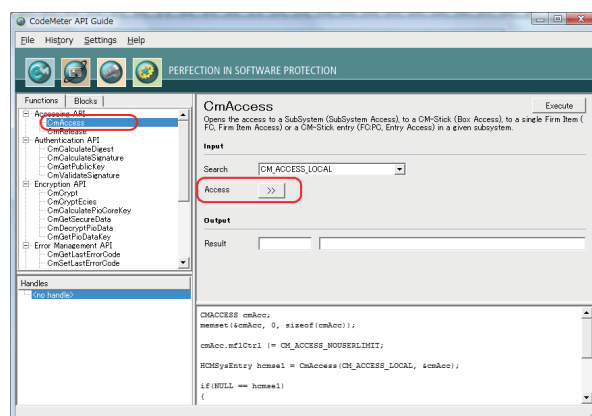 CodeMeter API Guide
File History Settings Help
PERFECTION IN SOFTWARE PROTECTION
Functions Blocks
Accessing API
CmAccess
CmRelease
Authentication API
CmCalculateDigest
CmCalculateSignature
CmGetPublicKey
CmValidateSignature
Encryption API
CmCrypt
CmCryptEcies
CmCalculatePioCoreKey
CmGetSecureData
CmDecryptPioData
CmGetPioDataKey
Error Management API
CmGetLastErrorCode
CmSetLastErrorCode
Handles
<no handle>
CmAccess
Execute
Opens the access to a SubSystem (SubSystem Access), to a CM-Stick (Box Access), to a single Firm Item (
FC, Firm Item Access) or a CM-Stick entry (FC:PC, Entry Access) in a given subsystem.
Input
Search CM_ACCESS_LOCAL
Access >>
Output
Result
CMACCESS cmAcc;
memset(&cmAcc, 0, sizeof(cmAcc));
cmAcc.mflCtrl |= CM_ACCESS_NOUSERLIMIT;
HCMSysEntry hcmse1 = CmAccess(CM_ACCESS_LOCAL, &cmAcc);
if(NULL == hcmse1)
{